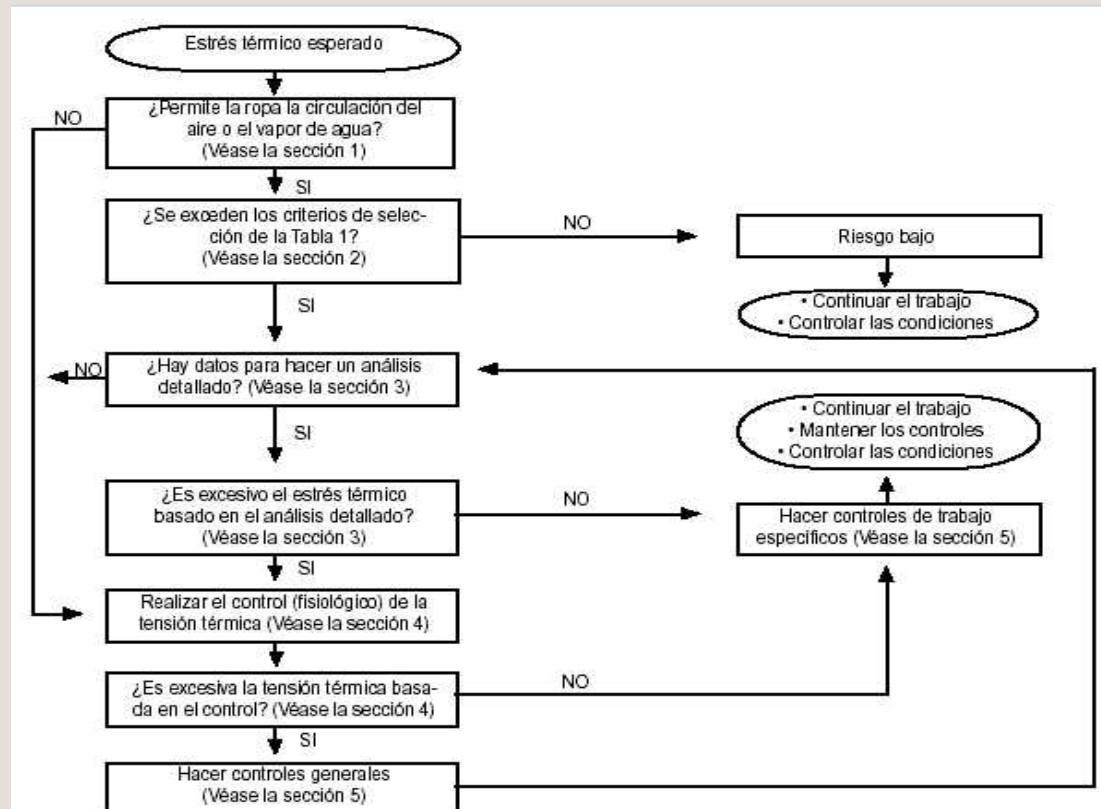 Estrés térmico esperado
NO
¿Permite la ropa la circulación del
aire o el vapor de agua?
(Véase la sección 1)
SI
¿Se exceden los criterios de selec-
ción de la Tabla 1?
(Véase la sección 2)
NO
Riesgo bajo
SI
• Continuar el trabajo
• Controlar las condiciones
NO
¿Hay datos para hacer un análisis
detallado? (Véase la sección 3)
SI
• Continuar el trabajo
• Mantener los controles
• Controlar las condiciones
¿Es excesivo el estrés térmico
basado en el análisis detallado?
(Véase la sección 3)
NO
Hacer controles de trabajo
específicos (Véase la sección 5)
SI
Realizar el control (fisiológico) de la
tensión térmica (Véase la sección 4)
¿Es excesiva la tensión térmica basa-
da en el control? (Véase la sección 4)
NO
SI
Hacer controles generales
(Véase la sección 5)